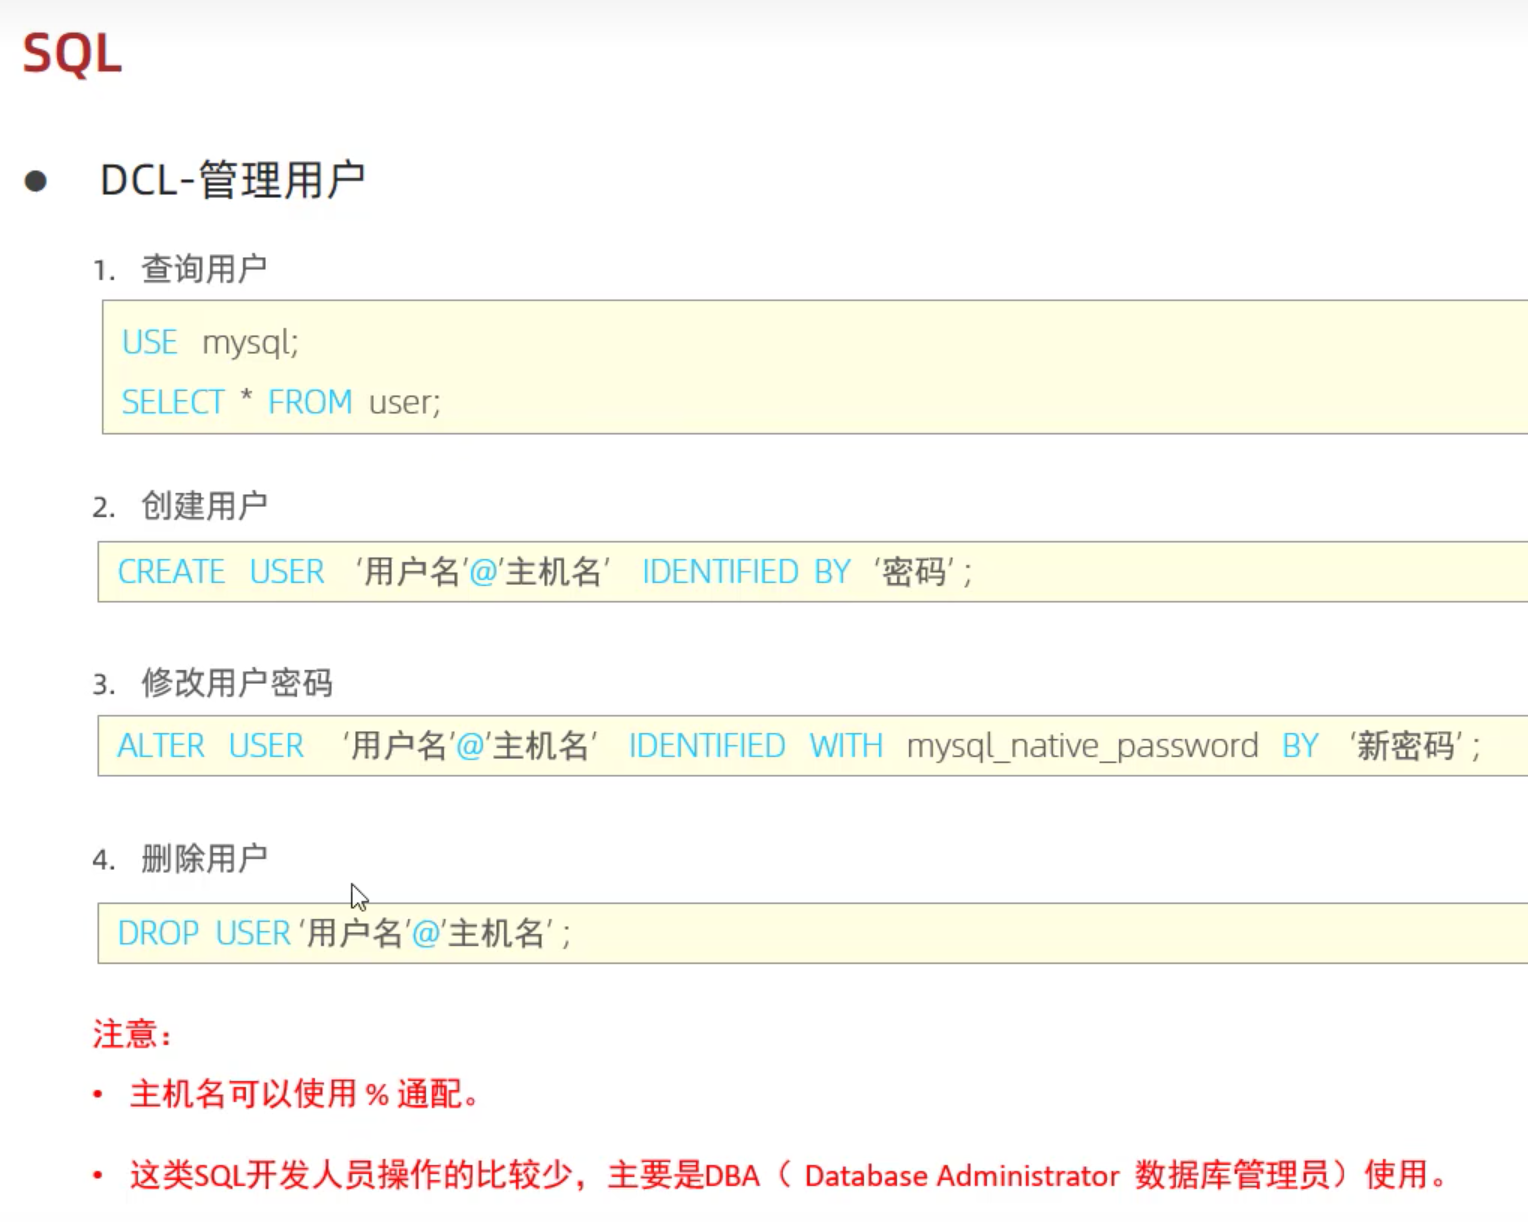 SQL
● DCL-管理用户
1. 查询用户
USE mysql;
SELECT * FROM user;
2. 创建用户
CREATE USER ‘用户名’@’主机名’ IDENTIFIED BY ‘密码’ ;
3. 修改用户密码
ALTER USER ‘用户名’@’主机名’ IDENTIFIED WITH mysql_native_password BY ‘新密码’ ;
4. 删除用户
DROP USER ‘用户名’@’主机名’ ;
注意：
• 主机名可以使用 % 通配。
• 这类SQL开发人员操作的比较少，主要是DBA（ Database Administrator 数据库管理员）使用。